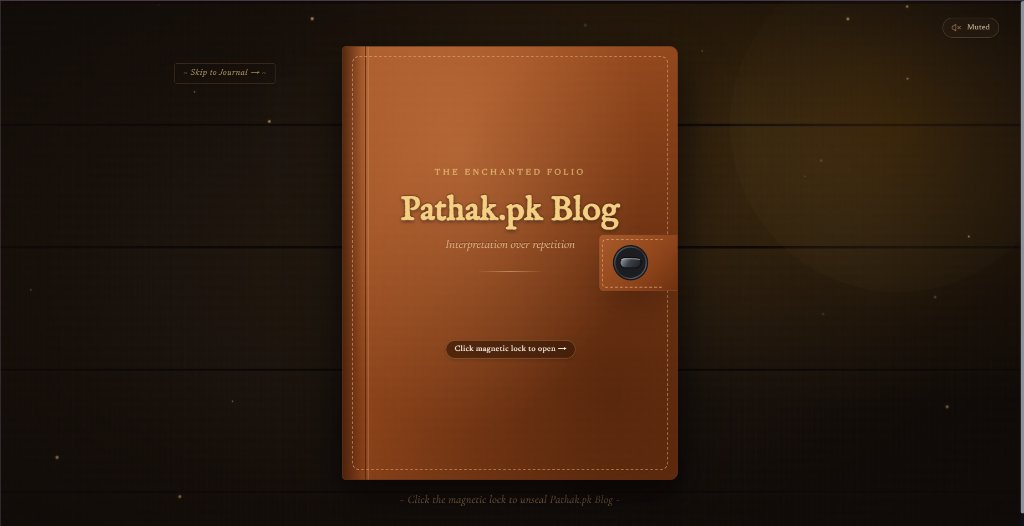 Muted
~ Skip to Journal → ~
THE ENCHANTED FOLIO
Pathak.pk Blog
Interpretation over repetition
Click magnetic lock to open →
~ Click the magnetic lock to unseal Pathak.pk Blog ~